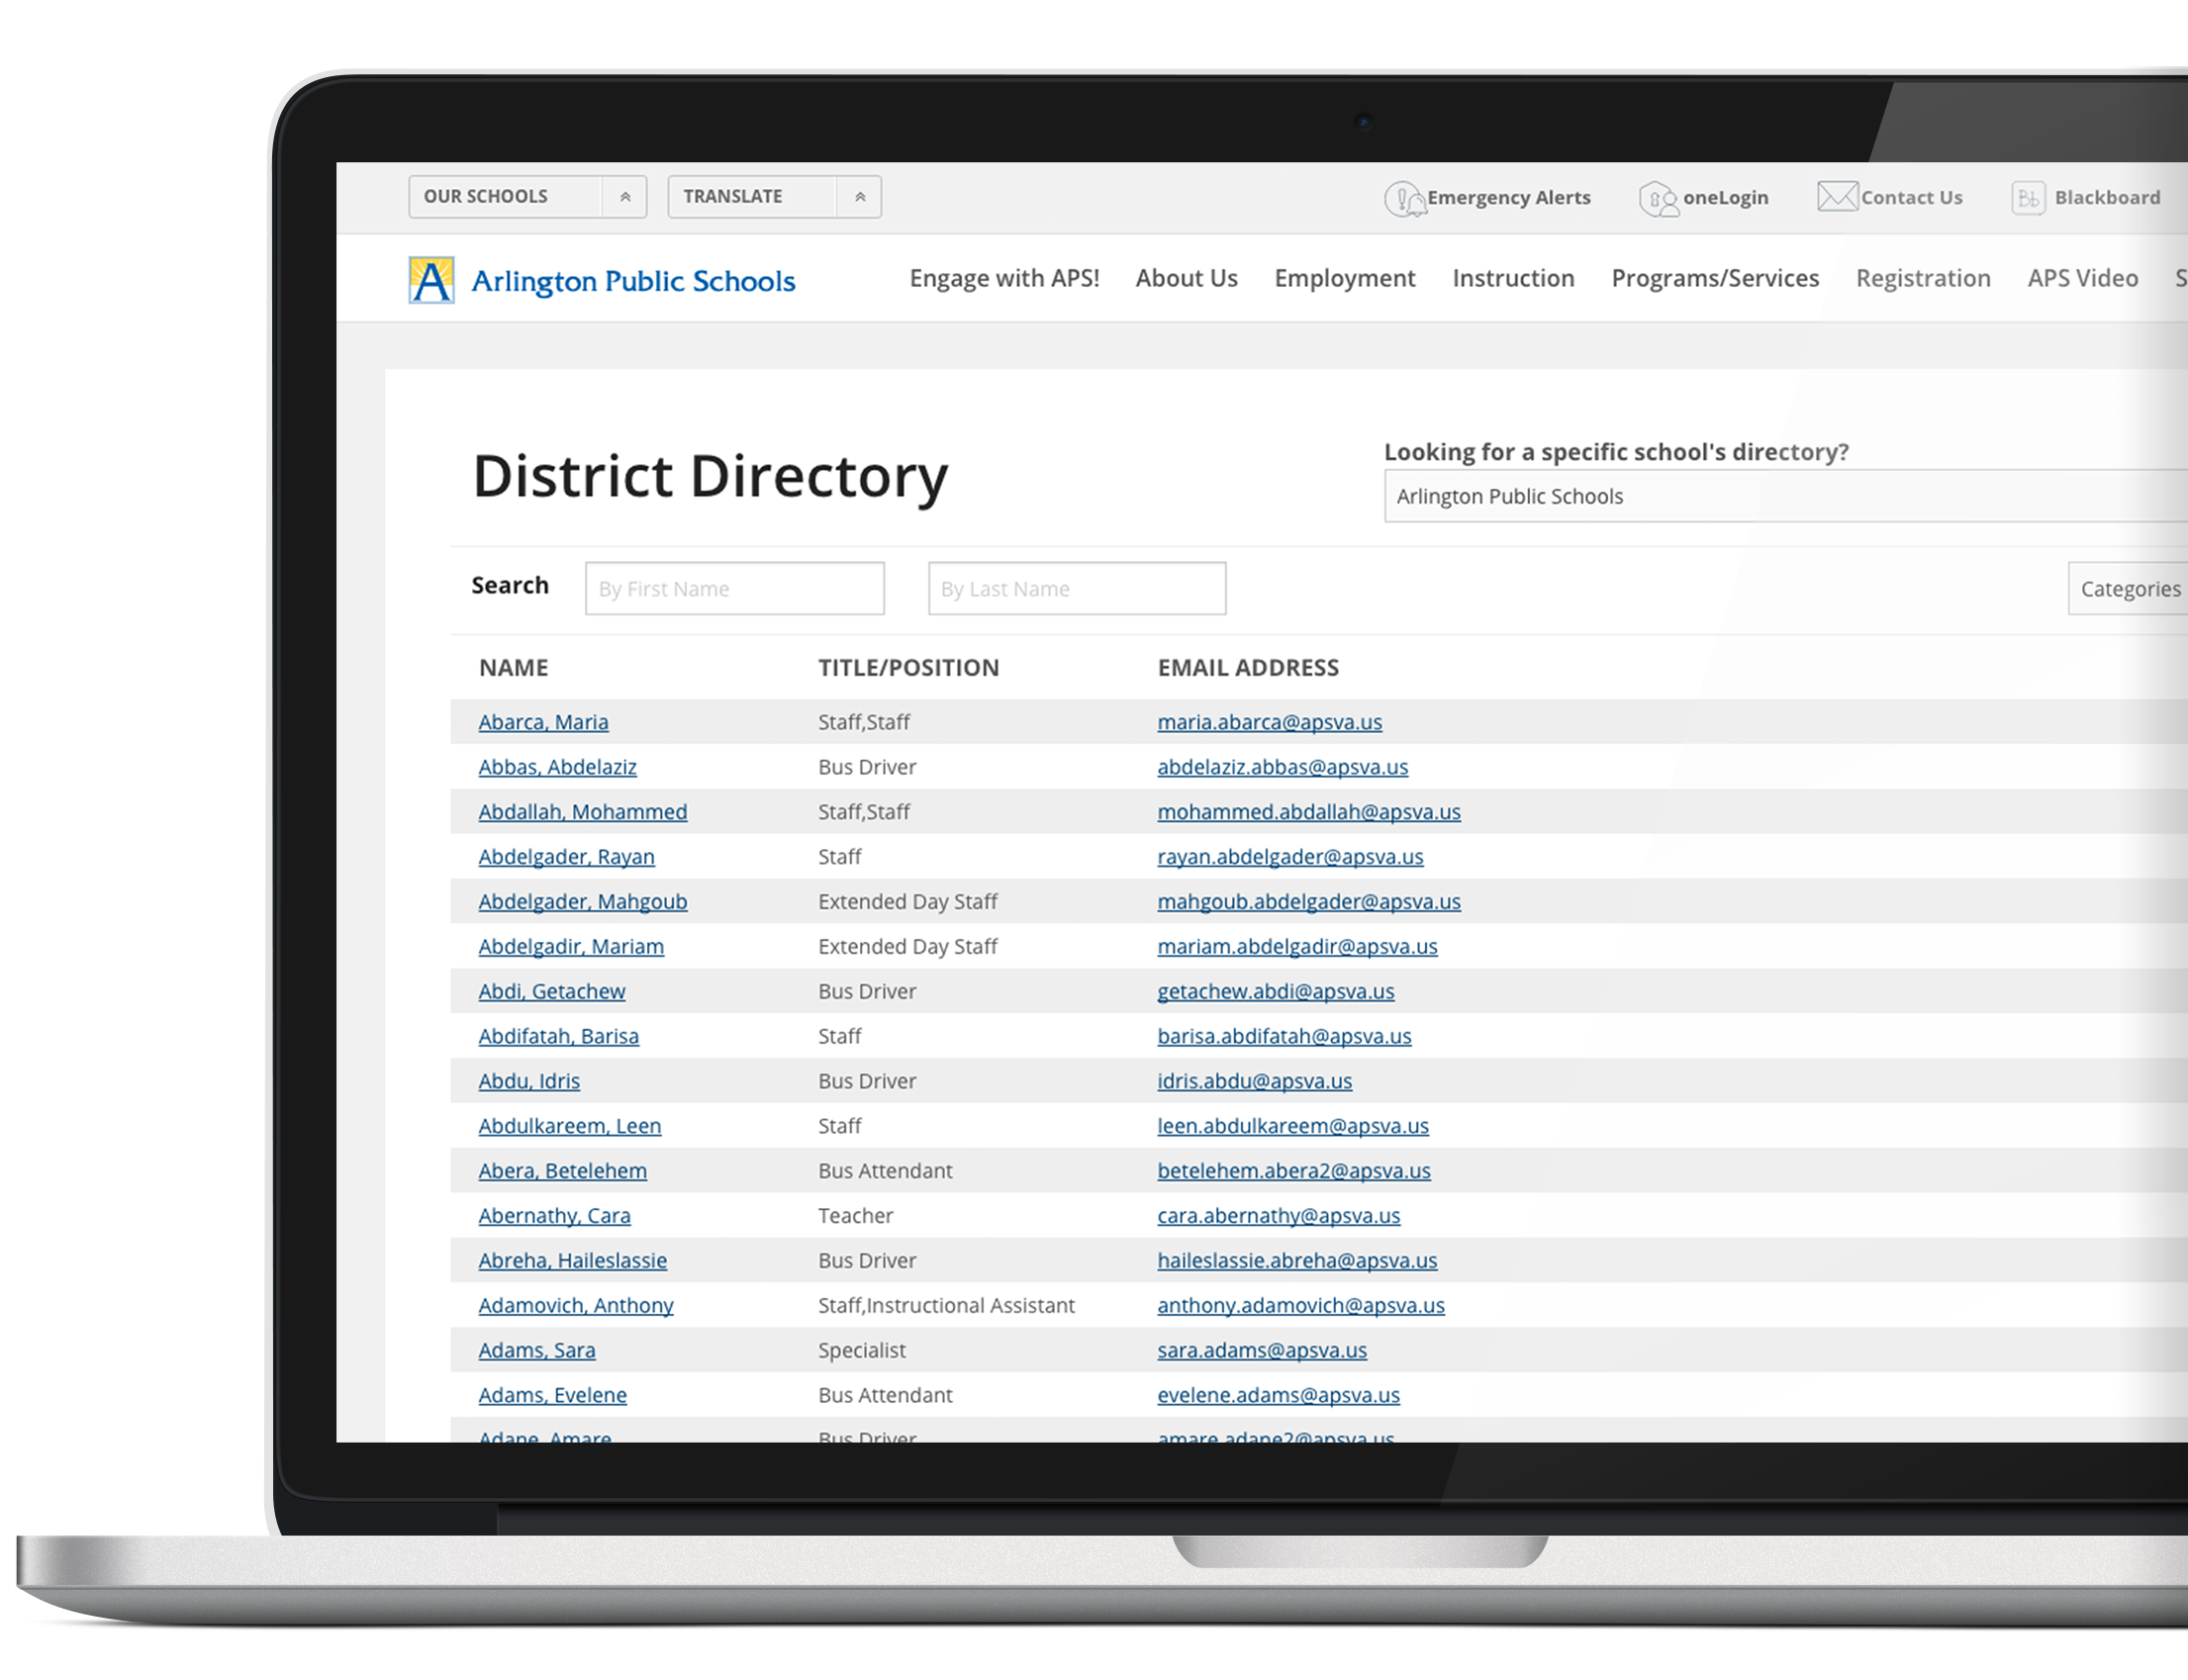 OUR SCHOOLS TRANSLATE Emergency Alerts oneLogin Contact Us Bb Blackboard
A Arlington Public Schools Engage with APS! About Us Employment Instruction Programs/Services Registration APS Video
District Directory
Looking for a specific school's directory?
Arlington Public Schools
Search By First Name By Last Name Categories
NAME TITLE/POSITION EMAIL ADDRESS
Abarca, Maria Staff,Staff maria.abarca@apsva.us
Abbas, Abdelaziz Bus Driver abdelaziz.abbas@apsva.us
Abdallah, Mohammed Staff,Staff mohammed.abdallah@apsva.us
Abdelgader, Rayan Staff rayan.abdelgader@apsva.us
Abdelgader, Mahgoub Extended Day Staff mahgoub.abdelgader@apsva.us
Abdelgadir, Mariam Extended Day Staff mariam.abdelgadir@apsva.us
Abdi, Getachew Bus Driver getachew.abdi@apsva.us
Abdifatah, Barisa Staff barisa.abdifatah@apsva.us
Abdu, Idris Bus Driver idris.abdu@apsva.us
Abdulkareem, Leen Staff leen.abdulkareem@apsva.us
Abera, Betelehem Bus Attendant betelehem.abera2@apsva.us
Abernathy, Cara Teacher cara.abernathy@apsva.us
Abreha, Haileslassie Bus Driver haileslassie.abreha@apsva.us
Adamovich, Anthony Staff,Instructional Assistant anthony.adamovich@apsva.us
Adams, Sara Specialist sara.adams@apsva.us
Adams, Evelene Bus Attendant evelene.adams@apsva.us
Adane, Amare Bus Driver amare.adane2@apsva.us